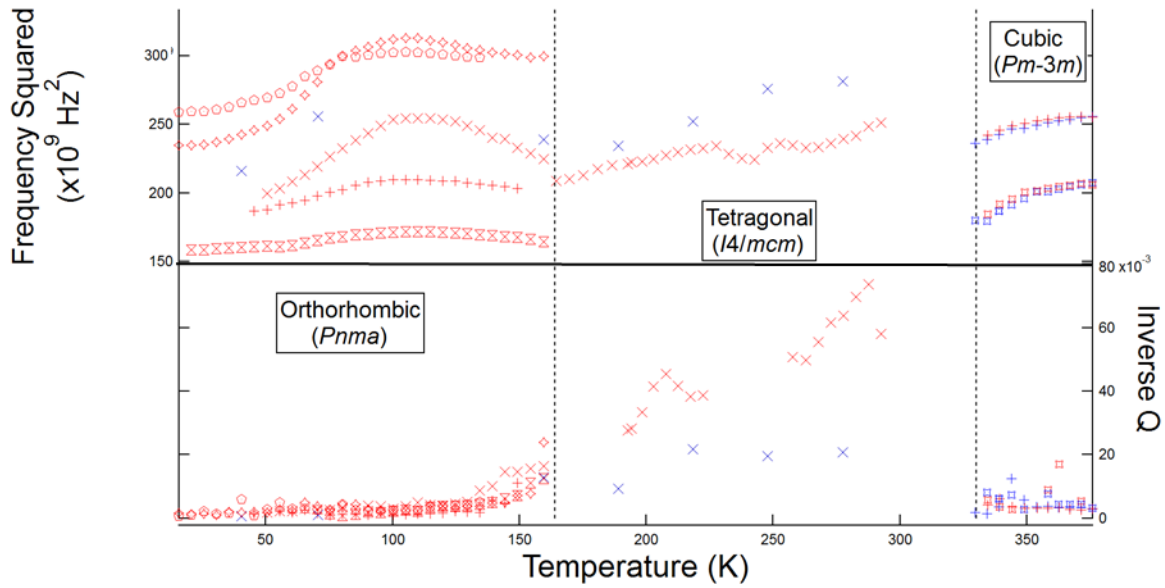 Frequency Squared
(x10⁹ Hz²)
300
250
200
150
Cubic
(Pm-3m)
Tetragonal
(I4/mcm)
Orthorhombic
(Pnma)
80 x10⁻³
60
40
20
0
Inverse Q
50
100
150
200
250
300
350
Temperature (K)